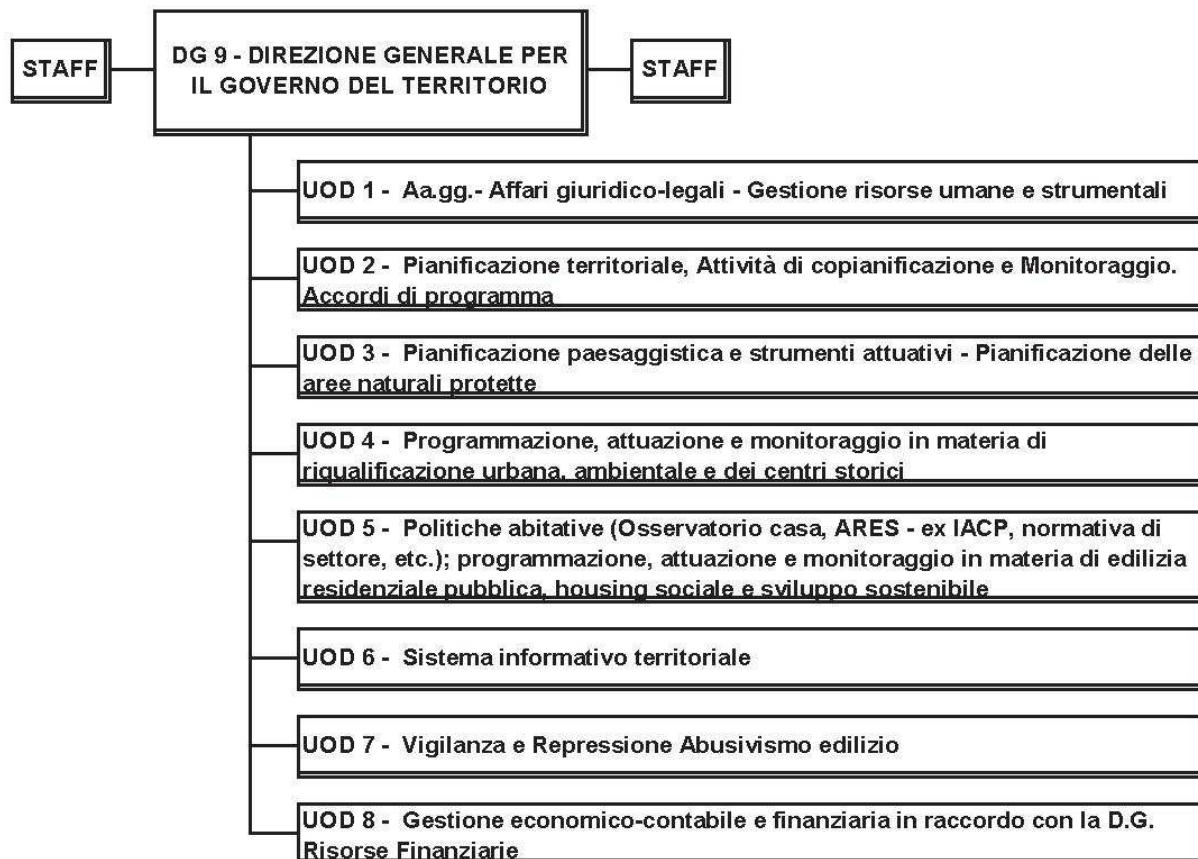 STAFF
DG 9 - DIREZIONE GENERALE PER
IL GOVERNO DEL TERRITORIO
STAFF
UOD 1 - Aa.gg.- Affari giuridico-legali - Gestione risorse umane e strumentali
UOD 2 - Pianificazione territoriale, Attività di copianificazione e Monitoraggio.
Accordi di programma
UOD 3 - Pianificazione paesaggistica e strumenti attuativi - Pianificazione delle
aree naturali protette
UOD 4 - Programmazione, attuazione e monitoraggio in materia di
riqualificazione urbana, ambientale e dei centri storici
UOD 5 - Politiche abitative (Osservatorio casa, ARES - ex IACP, normativa di
settore, etc.); programmazione, attuazione e monitoraggio in materia di edilizia
residenziale pubblica, housing sociale e sviluppo sostenibile
UOD 6 - Sistema informativo territoriale
UOD 7 - Vigilanza e Repressione Abusivismo edilizio
UOD 8 - Gestione economico-contabile e finanziaria in raccordo con la D.G.
Risorse Finanziarie